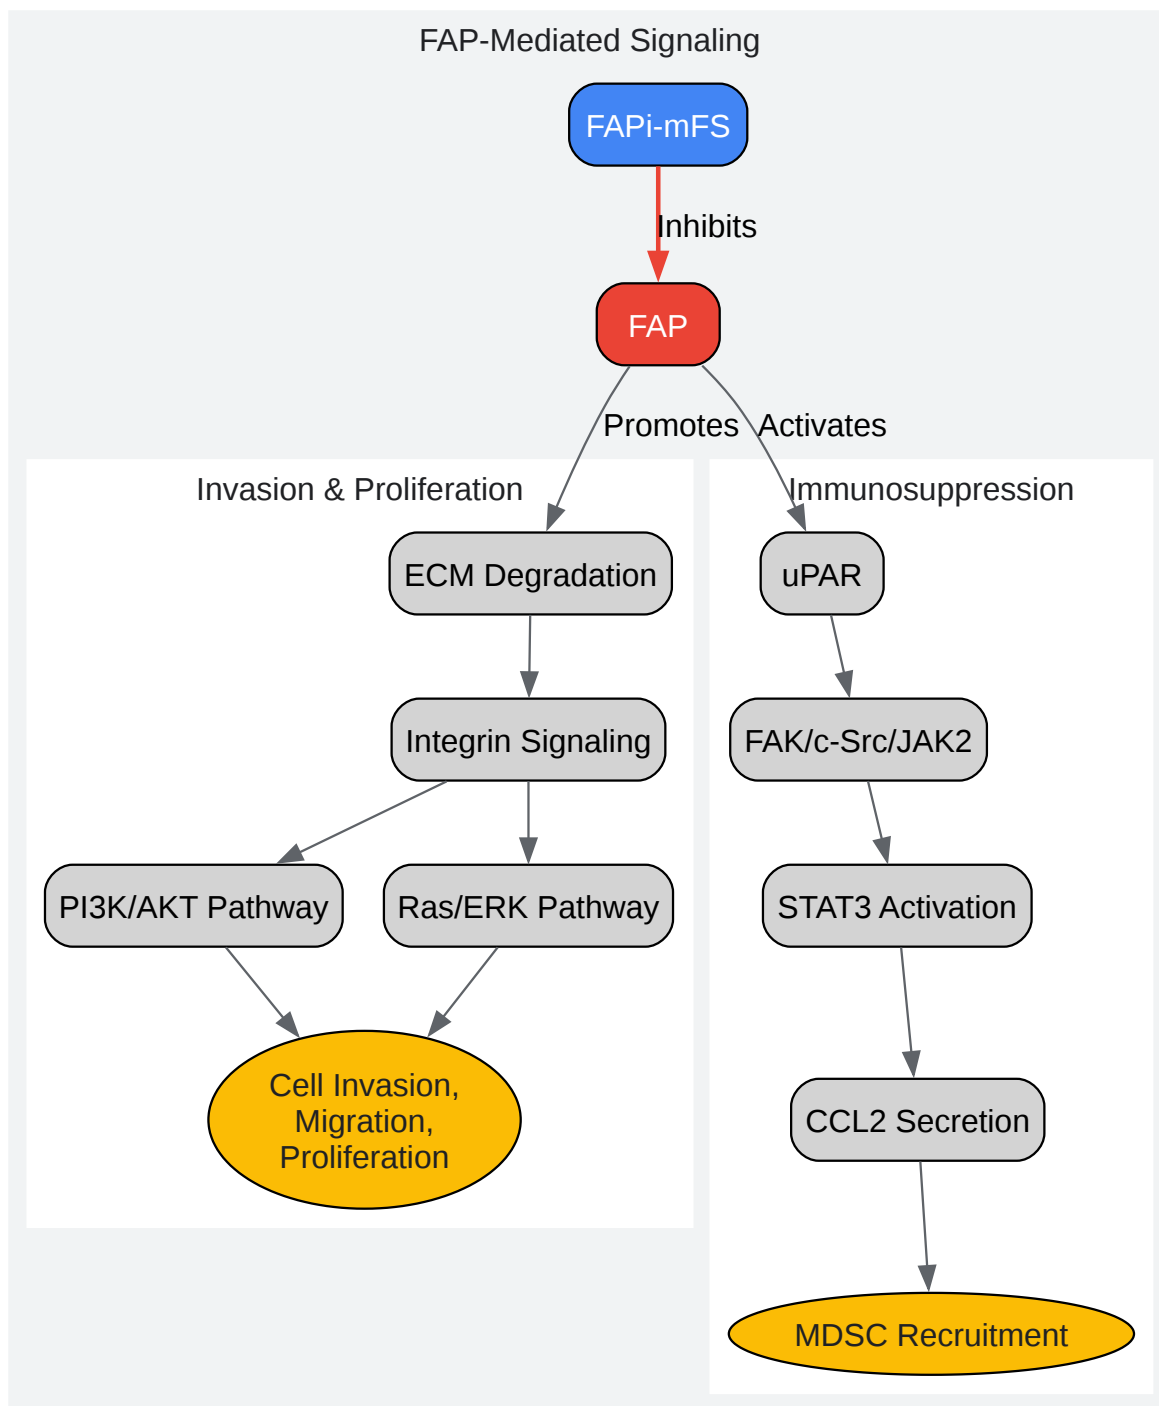 FAP-Mediated Signaling
FAPi-mFS
Inhibits
FAP
Promotes
Activates
Invasion & Proliferation
Immunosuppression
ECM Degradation
uPAR
Integrin Signaling
FAK/c-Src/JAK2
PI3K/AKT Pathway
Ras/ERK Pathway
STAT3 Activation
Cell Invasion,
Migration,
Proliferation
CCL2 Secretion
MDSC Recruitment